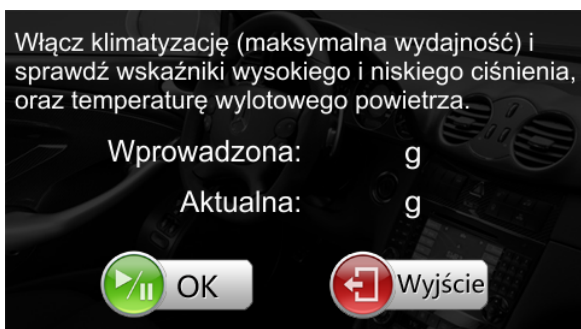 Włącz klimatyzację (maksymalna wydajność) i
sprawdź wskaźniki wysokiego i niskiego ciśnienia,
oraz temperaturę wylotowego powietrza.
Wprowadzona: g
Aktualna: g
OK
Wyjście